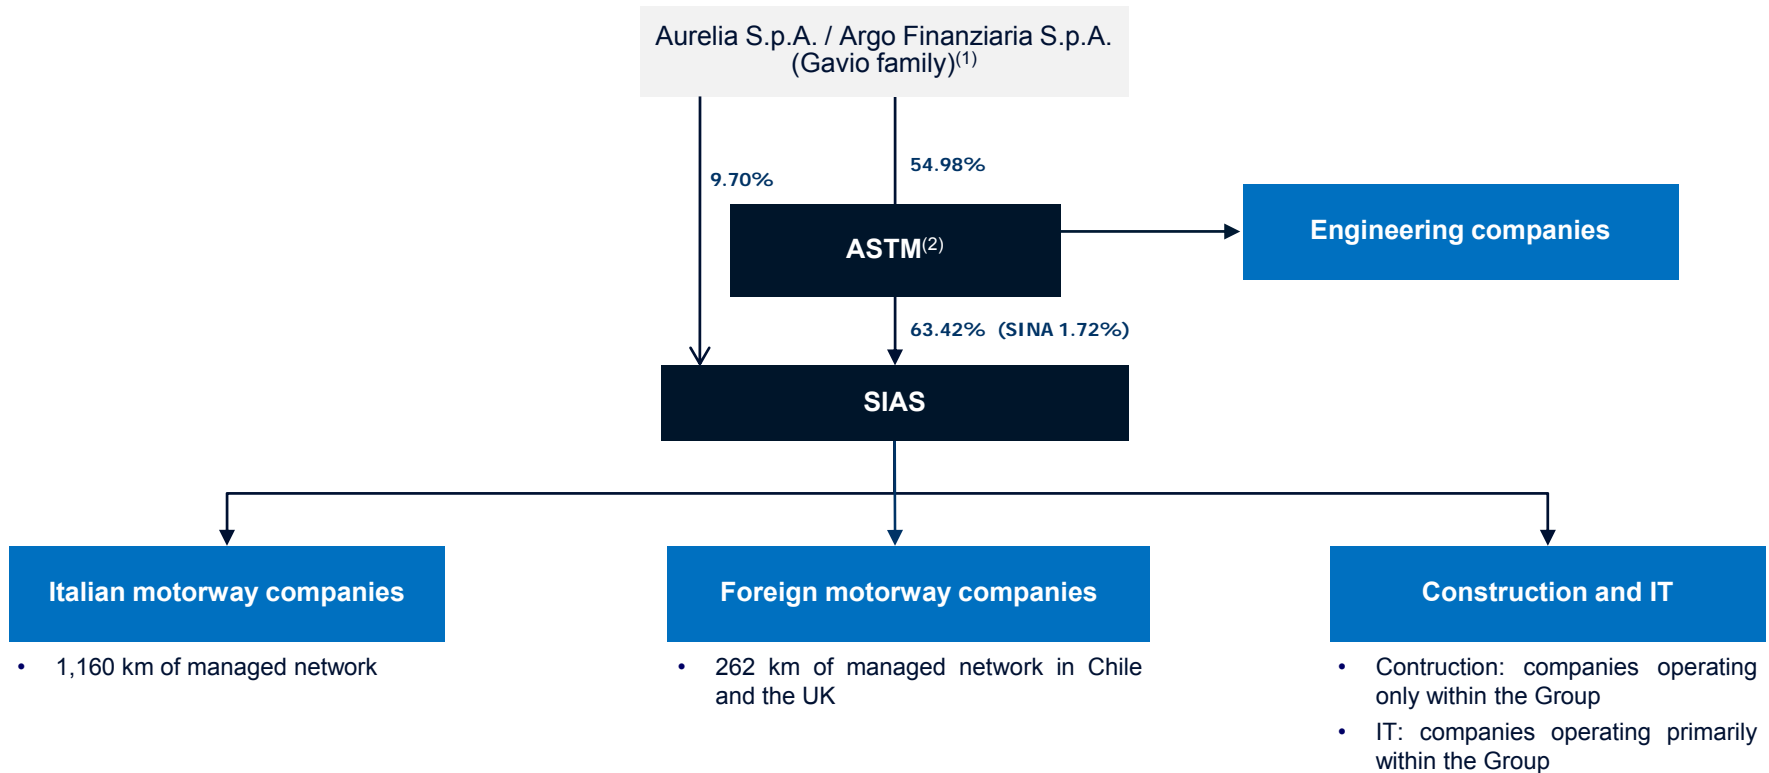 Aurelia S.p.A. / Argo Finanziaria S.p.A.
(Gavio family)(1)
9.70%
54.98%
ASTM(2)
Engineering companies
63.42% (SINA 1.72%)
SIAS
Italian motorway companies
Foreign motorway companies
Construction and IT
• 1,160 km of managed network
• 262 km of managed network in Chile
and the UK
• Contruction: companies operating
only within the Group
• IT: companies operating primarily
within the Group